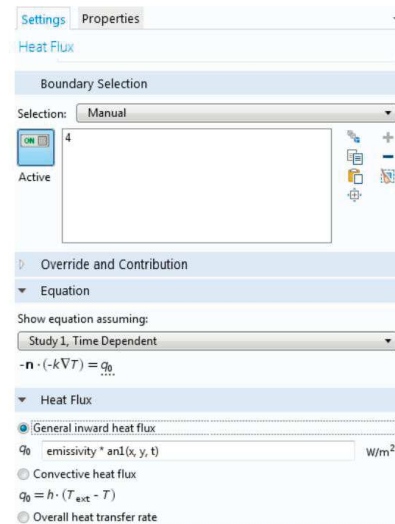 Settings Properties
Heat Flux
Boundary Selection
Selection: Manual
ON 4
Active
Override and Contribution
Equation
Show equation assuming:
Study 1, Time Dependent
-n · (-k∇T) = q₀
Heat Flux
General inward heat flux
q₀ emissivity * an1(x, y, t) W/m²
Convective heat flux
q₀ = h · (Text - T)
Overall heat transfer rate